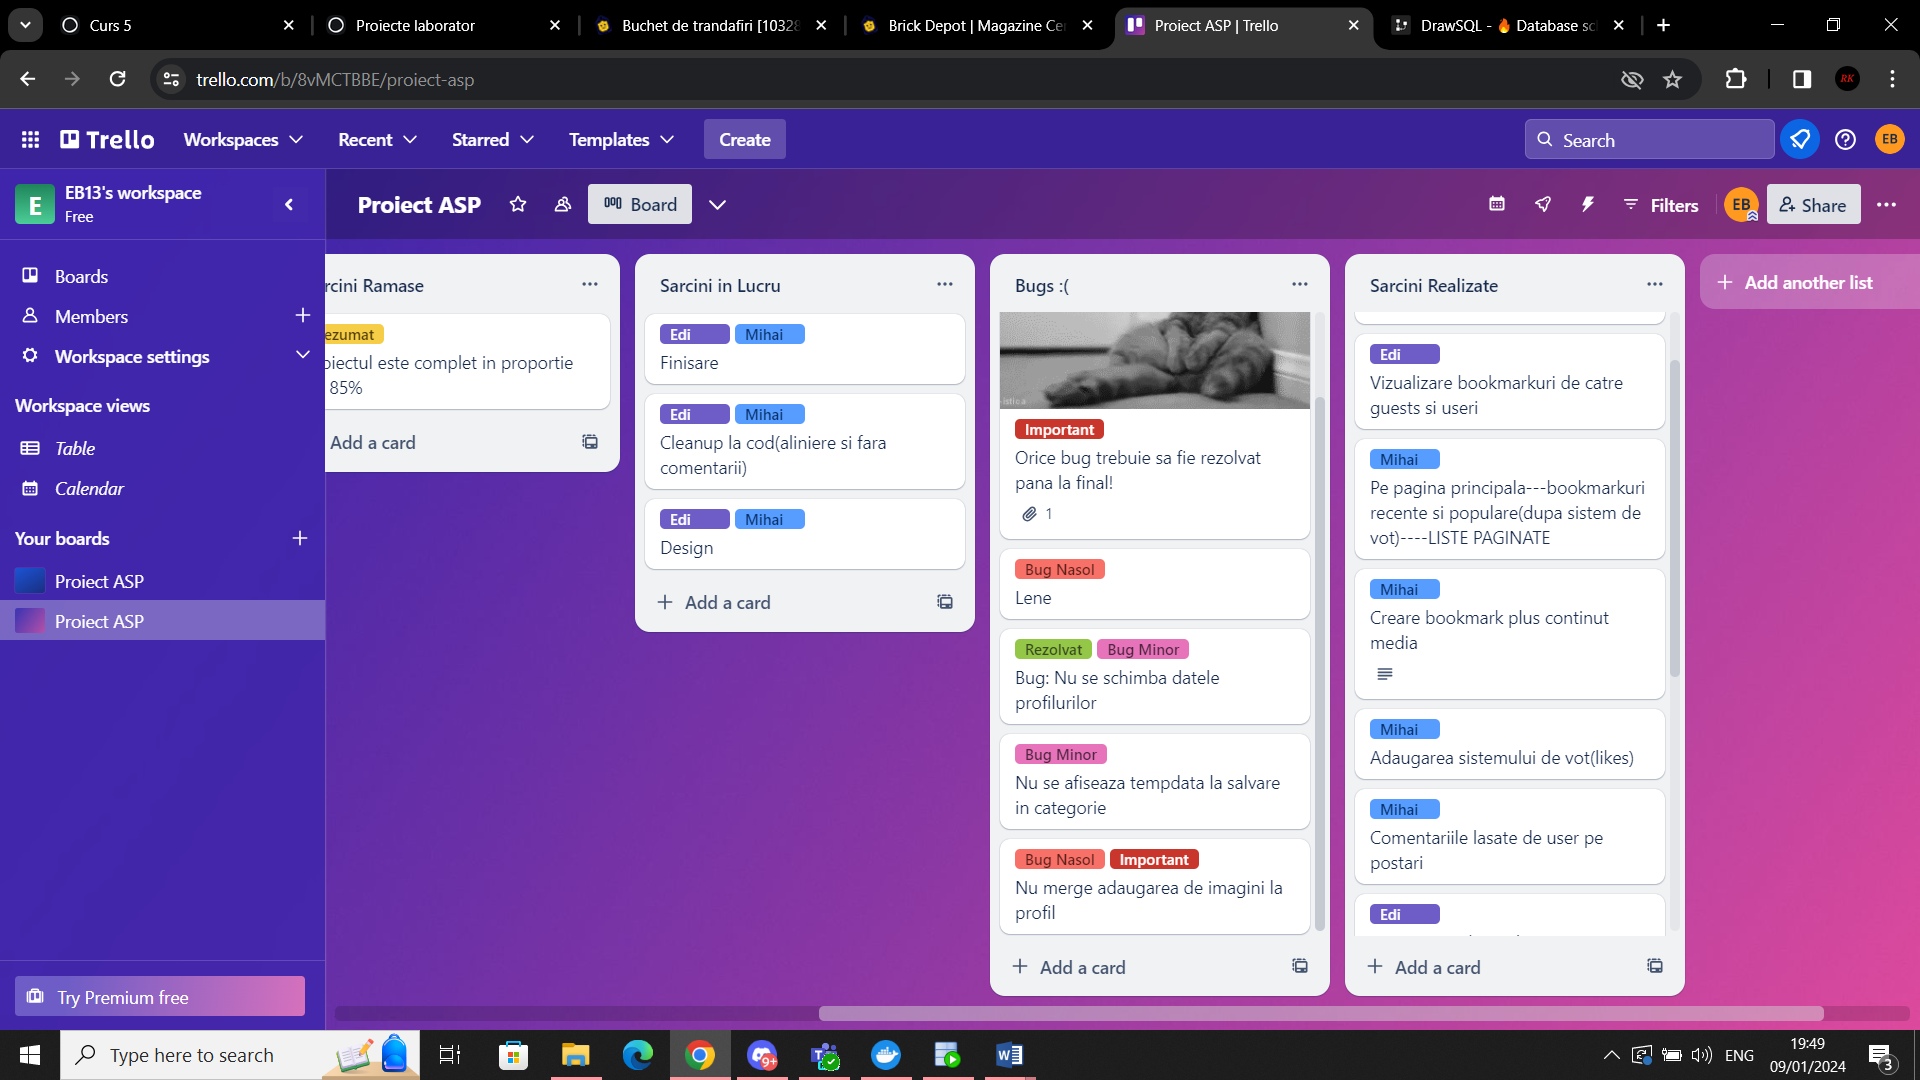 Curs 5
Proiecte laborator
Buchet de trandafiri [10328
Brick Depot | Magazine Cer
Proiect ASP | Trello
DrawSQL - 🔥 Database sc
trello.com/b/8vMCTBBE/proiect-asp
RK
Trello
Workspaces
Recent
Starred
Templates
Create
Search
EB
E
EB13's workspace
Free
Proiect ASP
Board
Filters
EB
Share
Boards
Members
Workspace settings
Workspace views
Table
Calendar
Your boards
Proiect ASP
Proiect ASP
Try Premium free
rcini Ramase
ezumat
oiectul este complet in proportie
85%
Add a card
Sarcini in Lucru
Edi Mihai
Finisare
Edi Mihai
Cleanup la cod(aliniere si fara
comentarii)
Edi Mihai
Design
Add a card
Bugs :(
Important
Orice bug trebuie sa fie rezolvat
pana la final!
1
Bug Nasol
Lene
Rezolvat Bug Minor
Bug: Nu se schimba datele
profilurilor
Bug Minor
Nu se afiseaza tempdata la salvare
in categorie
Bug Nasol Important
Nu merge adaugarea de imagini la
profil
Add a card
Sarcini Realizate
Edi
Vizualizare bookmarkuri de catre
guests si useri
Mihai
Pe pagina principala---bookmarkuri
recente si populare(dupa sistem de
vot)----LISTE PAGINATE
Mihai
Creare bookmark plus continut
media
Mihai
Adaugarea sistemului de vot(likes)
Mihai
Comentariile lasate de user pe
postari
Edi
Add a card
Add another list
Type here to search
9+
ENG
19:49
09/01/2024
3